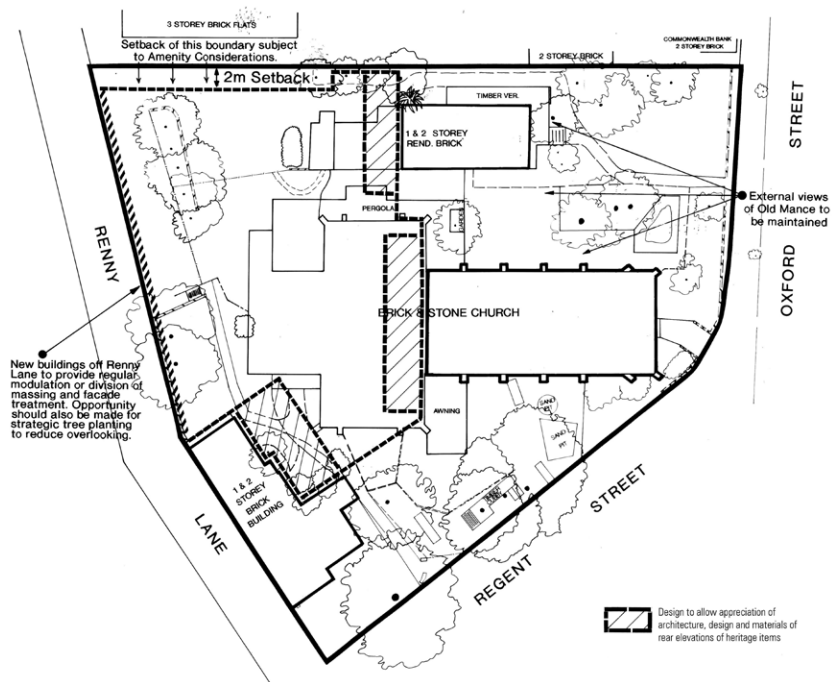 3 STOREY BRICK FLATS
Setback of this boundary subject
to Amenity Considerations.
2m Setback
2 STOREY BRICK
COMMONWEALTH BANK
2 STOREY BRICK
TIMBER VER.
1 & 2 STOREY
REND. BRICK
STREET
OXFORD
External views
of Old Mance to
be maintained
PERGOLA
RENNY
LANE
BRICK & STONE CHURCH
New buildings off Renny
Lane to provide regular
modulation or division of
massing and facade
treatment. Opportunity
should also be made for
strategic tree planting
to reduce overlooking.
AWNING
SAND
PIT
SAND
PIT
1 & 2
STOREY
BRICK
BUILDING
REGENT
STREET
Design to allow appreciation of
architecture, design and materials of
rear elevations of heritage items